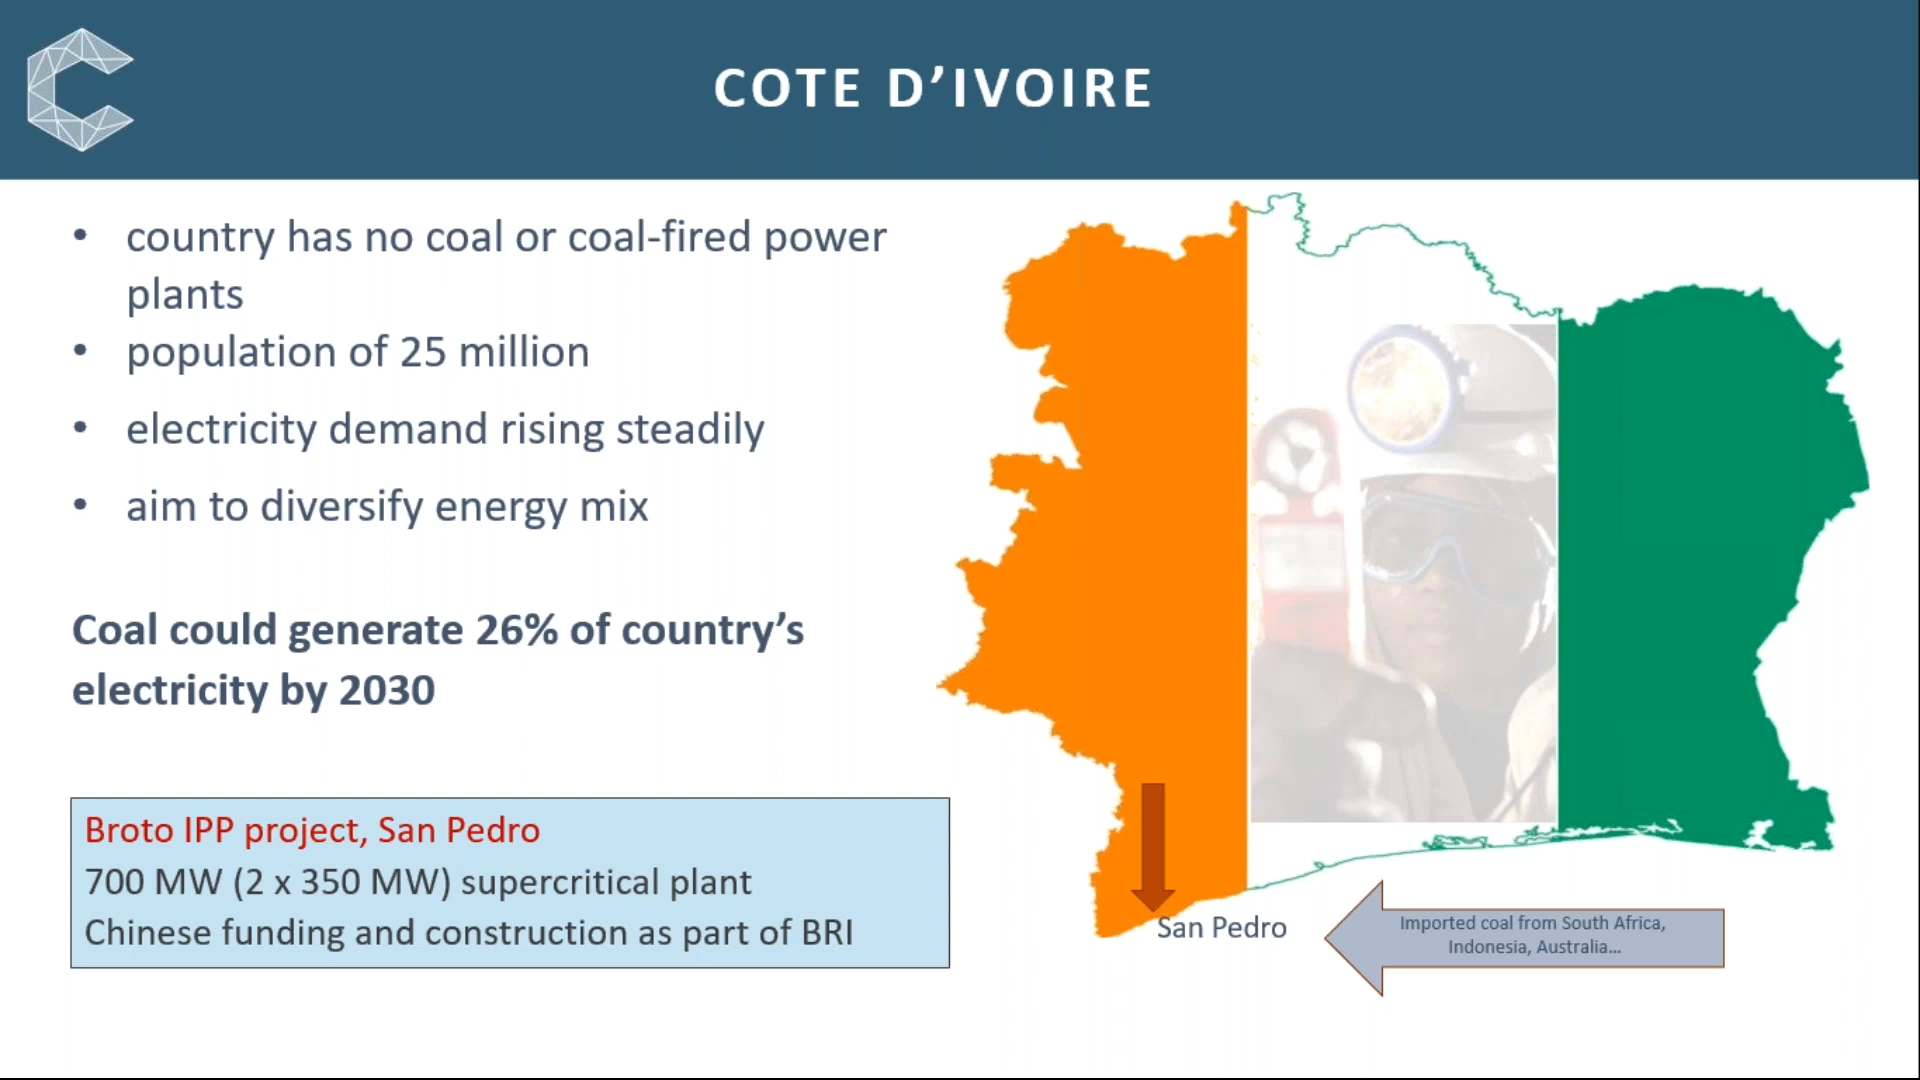 COTE D’IVOIRE
• country has no coal or coal-fired power
plants
• population of 25 million
• electricity demand rising steadily
• aim to diversify energy mix
Coal could generate 26% of country’s
electricity by 2030
Broto IPP project, San Pedro
700 MW (2 x 350 MW) supercritical plant
Chinese funding and construction as part of BRI
San Pedro
Imported coal from South Africa,
Indonesia, Australia...